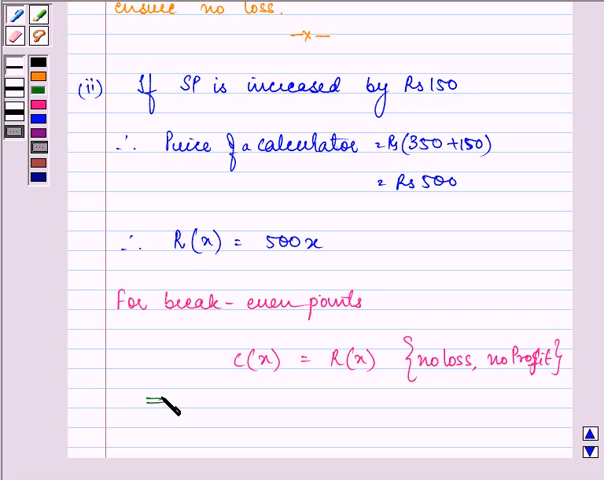 ensure no loss.
—x—
(ii) If SP is increased by Rs 150
∴ Price of a calculator = Rs (350 + 150)
= Rs 500
∴ R(x) = 500x
For break-even points
C(x) = R(x) {no loss, no Profit}
=